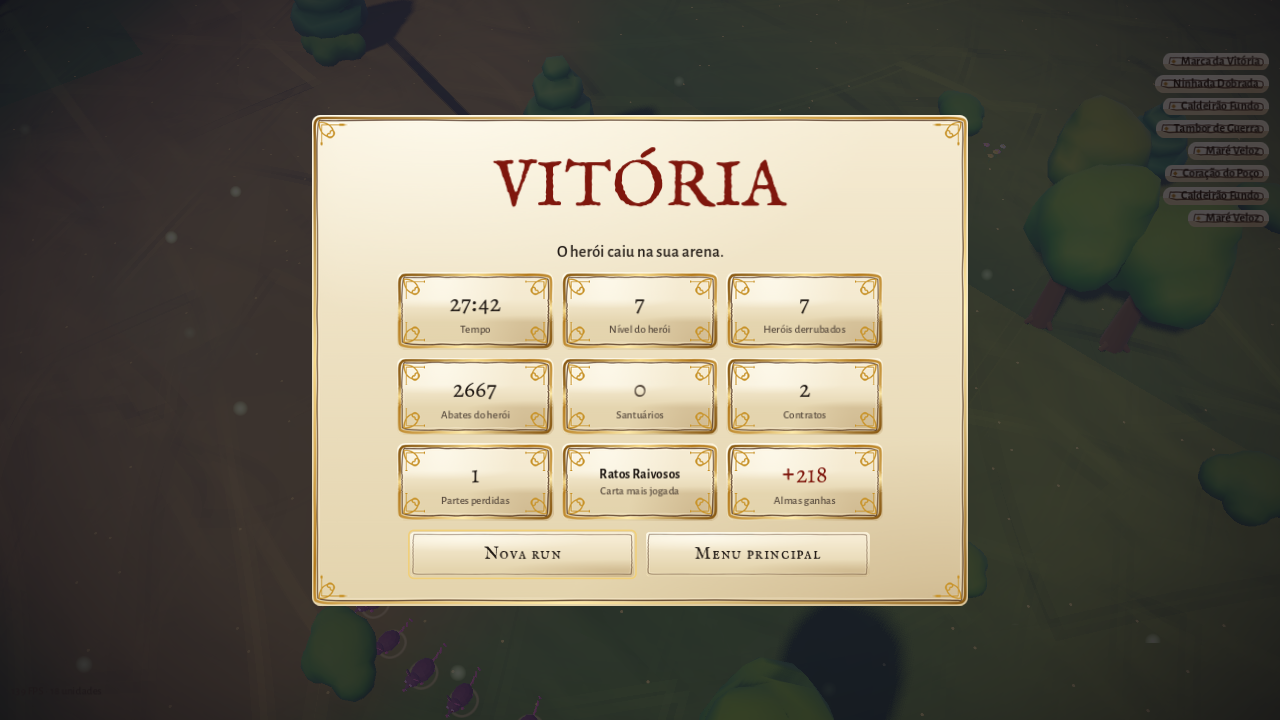 Marca da Vitória
Ninhada Dobrada
Caldeirão Fundo
Tambor de Guerra
Maré Veloz
Coração do Poço
Caldeirão Fundo
Maré Veloz
VITÓRIA
O herói caiu na sua arena.
27:42
Tempo
7
Nível do herói
7
Heróis derrubados
2667
Abates do herói
0
Santuários
2
Contratos
1
Partes perdidas
Ratos Raivosos
Carta mais jogada
+218
Almas ganhas
Nova run
Menu principal